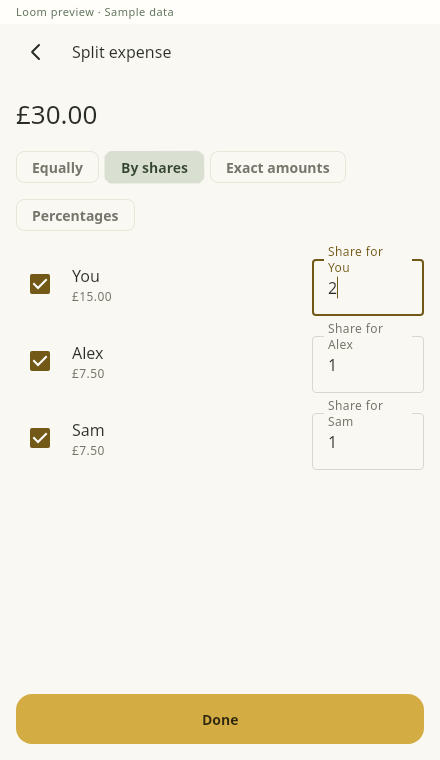 Loom preview · Sample data
Split expense
£30.00
Equally
By shares
Exact amounts
Percentages
You
£15.00
Share for
You
2
Alex
£7.50
Share for
Alex
1
Sam
£7.50
Share for
Sam
1
Done